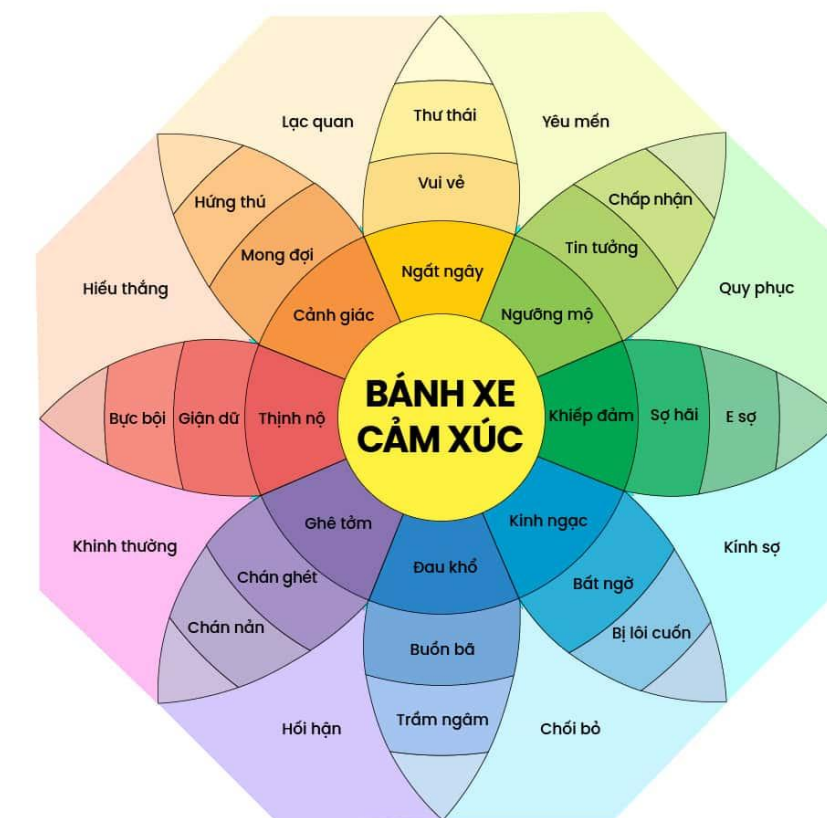 Thư thái
Lạc quan
Yêu mến
Vui vẻ
Hứng thú
Chấp nhận
Mong đợi
Tin tưởng
Ngất ngây
Hiếu thắng
Quy phục
Cảnh giác
Ngưỡng mộ
BÁNH XE
CẢM XÚC
Bực bội
Giận dữ
Thịnh nộ
Khiếp đảm
Sợ hãi
E sợ
Ghê tởm
Kinh ngạc
Khinh thường
Kính sợ
Đau khổ
Chán ghét
Bất ngờ
Chán nản
Bị lôi cuốn
Buồn bã
Trầm ngâm
Hối hận
Chối bỏ